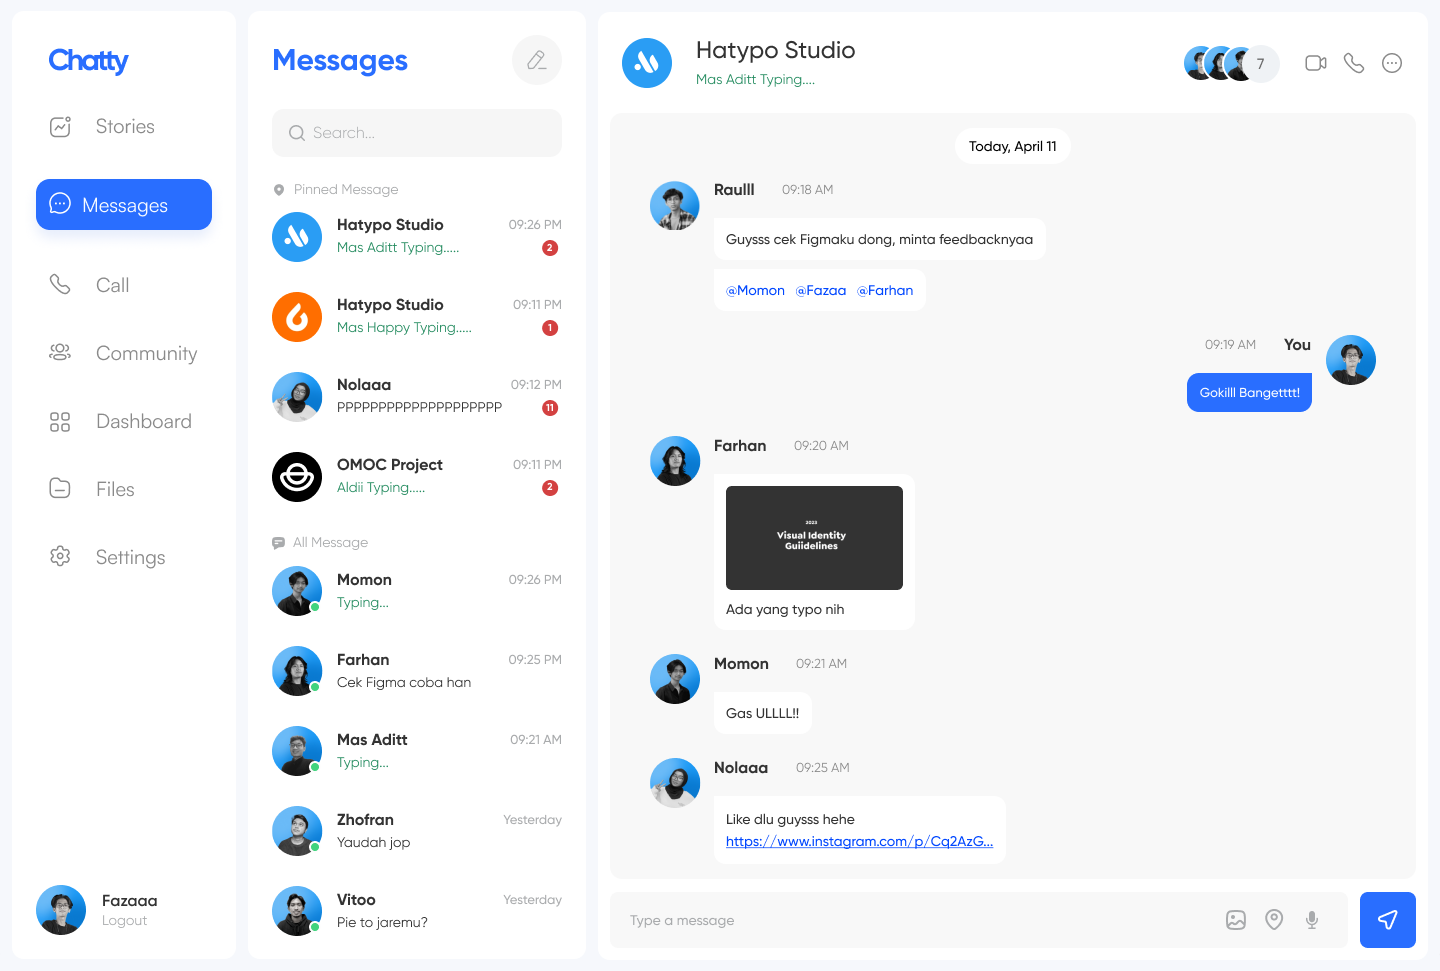 Chatty
Stories
Messages
Call
Community
Dashboard
Files
Settings
Fazaaa
Logout
Messages
Search...
Pinned Message
Hatypo Studio 09:26 PM
Mas Aditt Typing..... 2
Hatypo Studio 09:11 PM
Mas Happy Typing..... 1
Nolaaa 09:12 PM
PPPPPPPPPPPPPPPPPPPP 11
OMOC Project 09:11 PM
Aldii Typing..... 2
All Message
Momon 09:26 PM
Typing...
Farhan 09:25 PM
Cek Figma coba han
Mas Aditt 09:21 AM
Typing...
Zhofran Yesterday
Yaudah jop
Vitoo Yesterday
Pie to jaremu?
Hatypo Studio
Mas Aditt Typing....
7
Today, April 11
Raulll 09:18 AM
Guysss cek Figmaku dong, minta feedbacknyaa
@Momon @Fazaa @Farhan
09:19 AM You
Gokilll Bangetttt!
Farhan 09:20 AM
2023
Visual Identity
Guiidelines
Ada yang typo nih
Momon 09:21 AM
Gas ULLLL!!
Nolaaa 09:25 AM
Like dlu guysss hehe
https://www.instagram.com/p/Cq2AzG...
Type a message